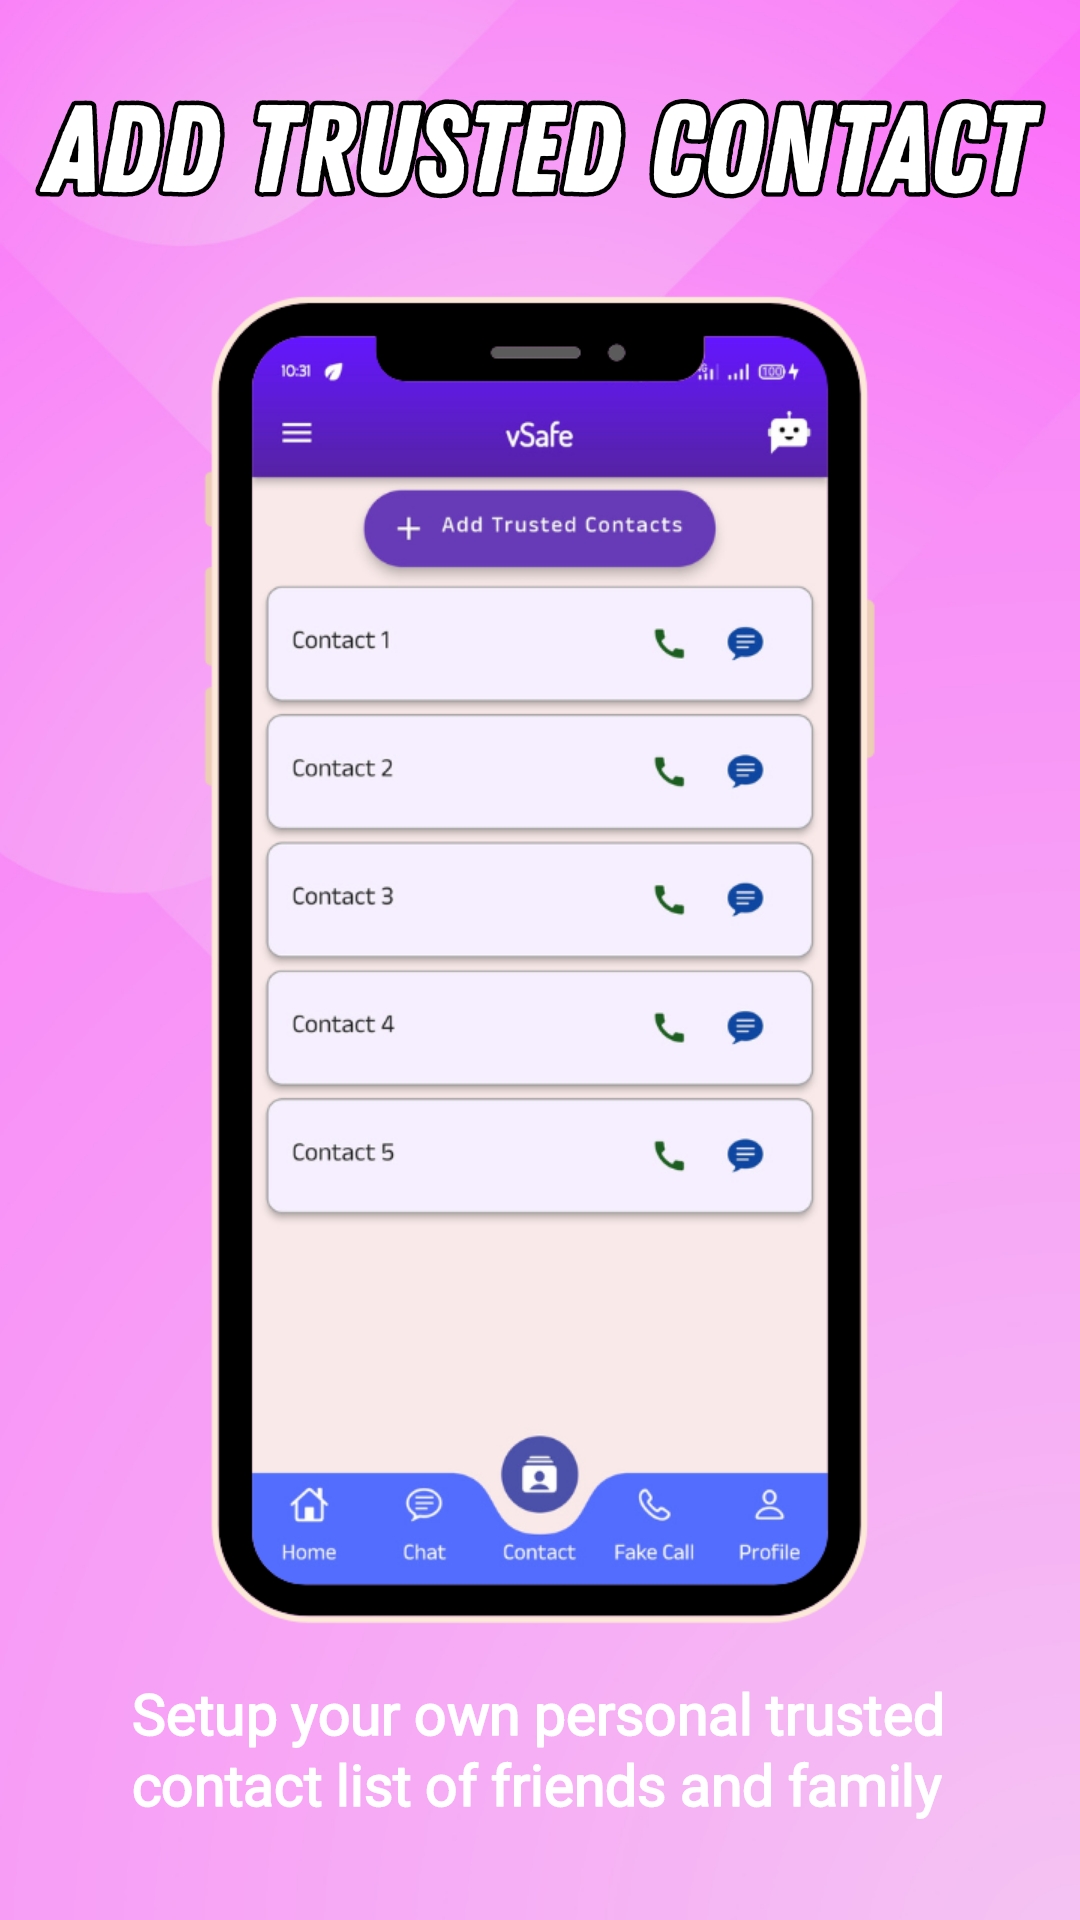 ADD TRUSTED CONTACT
10:31
100
vSafe
Add Trusted Contacts
Contact 1
Contact 2
Contact 3
Contact 4
Contact 5
Home Chat Contact Fake Call Profile
Setup your own personal trusted
contact list of friends and family